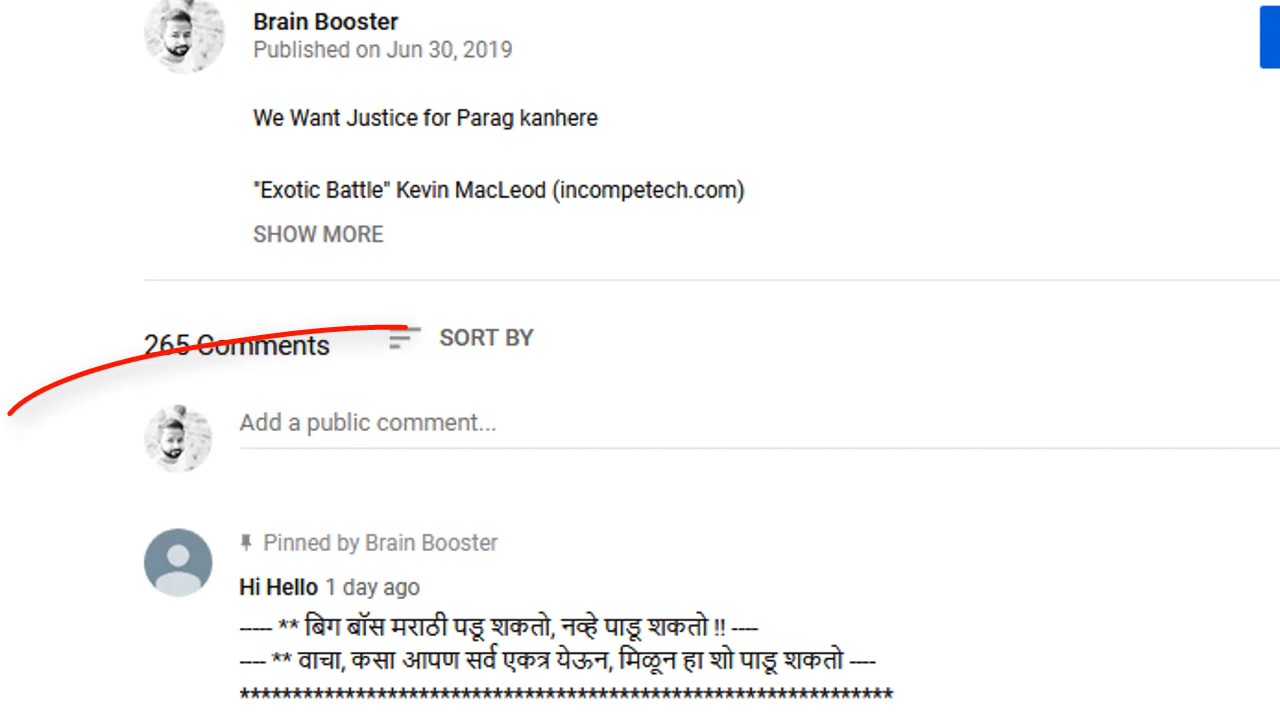 Brain Booster
Published on Jun 30, 2019
We Want Justice for Parag kanhere
"Exotic Battle" Kevin MacLeod (incompetech.com)
SHOW MORE
265 Comments SORT BY
Add a public comment...
Pinned by Brain Booster
Hi Hello 1 day ago
----- ** बिग बॉस मराठी पडू शकतो, नव्हे पाडू शकतो !! ----
---- ** वाचा, कसा आपण सर्व एकत्र येऊन, मिळून हा शो पाडू शकतो ----
***************************************************************